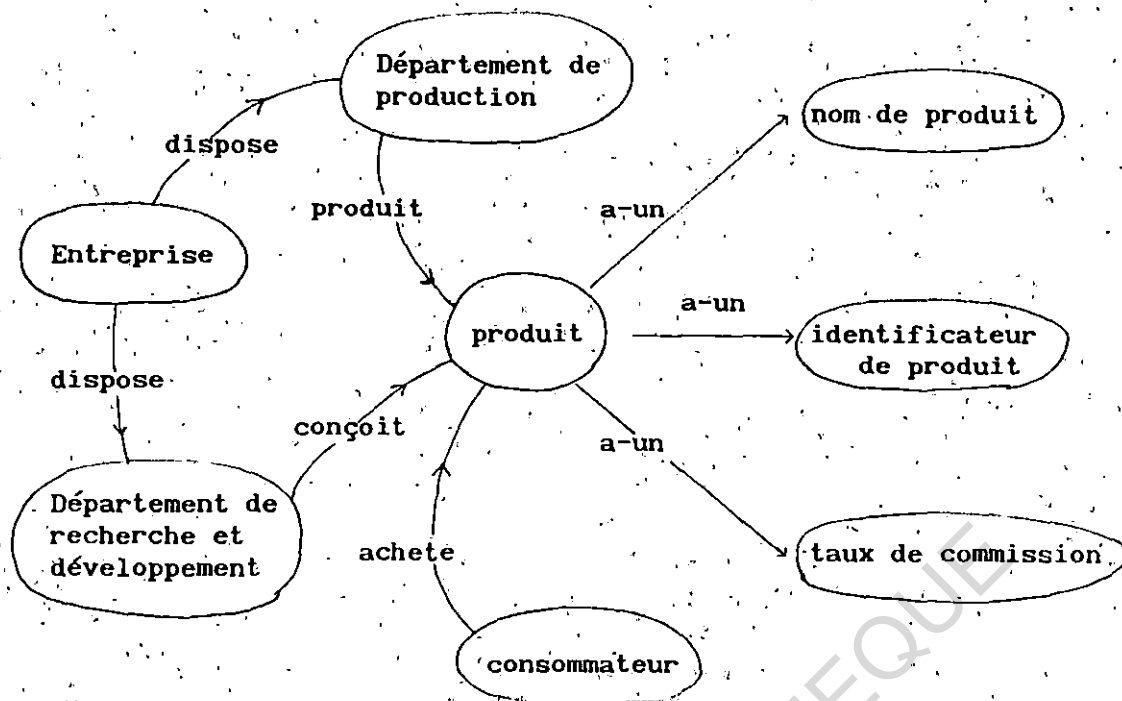 Département de
production
nom de produit
dispose
produit
a-un
Entreprise
a-un
produit
identificateur
de produit
dispose
conçoit
a-un
Département de
recherche et
développement
achete
taux de commission
consommateur